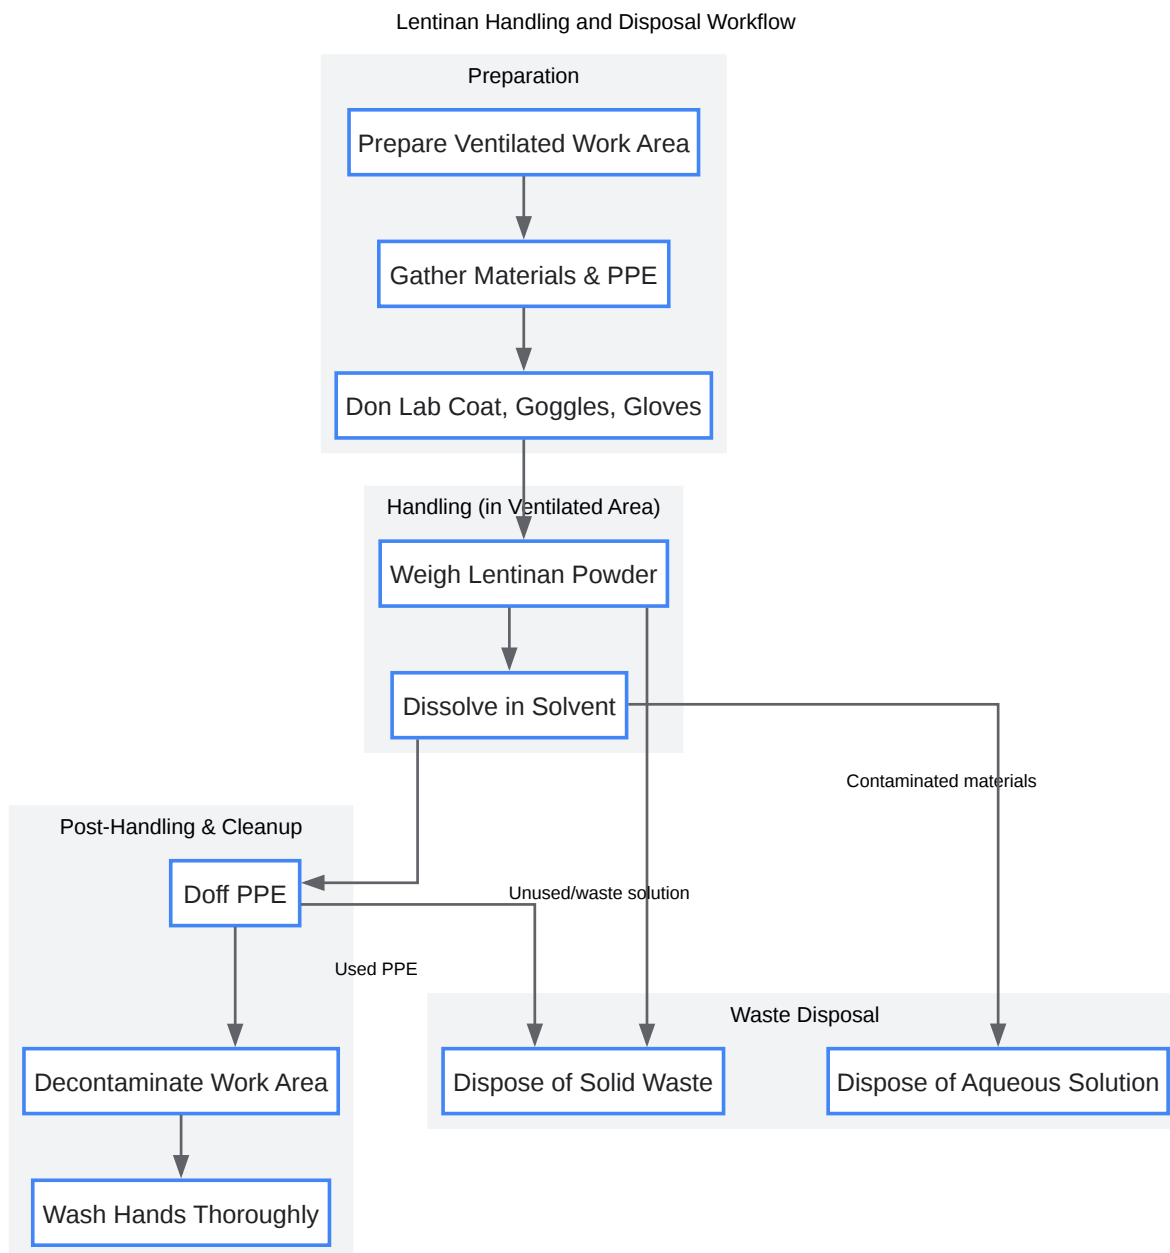 Lentinan Handling and Disposal Workflow
Preparation
Prepare Ventilated Work Area
Gather Materials & PPE
Don Lab Coat, Goggles, Gloves
Handling (in Ventilated Area)
Weigh Lentinan Powder
Dissolve in Solvent
Contaminated materials
Post-Handling & Cleanup
Doff PPE
Unused/waste solution
Used PPE
Waste Disposal
Decontaminate Work Area
Dispose of Solid Waste
Dispose of Aqueous Solution
Wash Hands Thoroughly